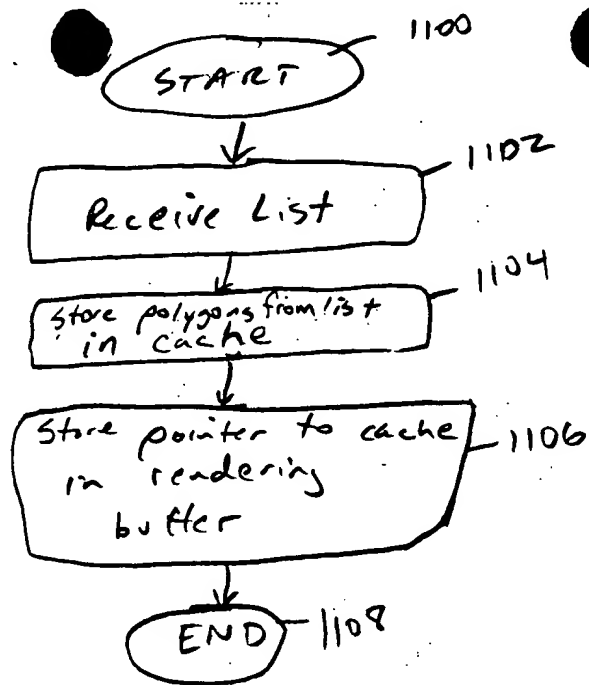 1100
START
1102
Receive List
1104
Store polygons from list
in cache
Store pointer to cache
in rendering
buffer
1106
END
1108